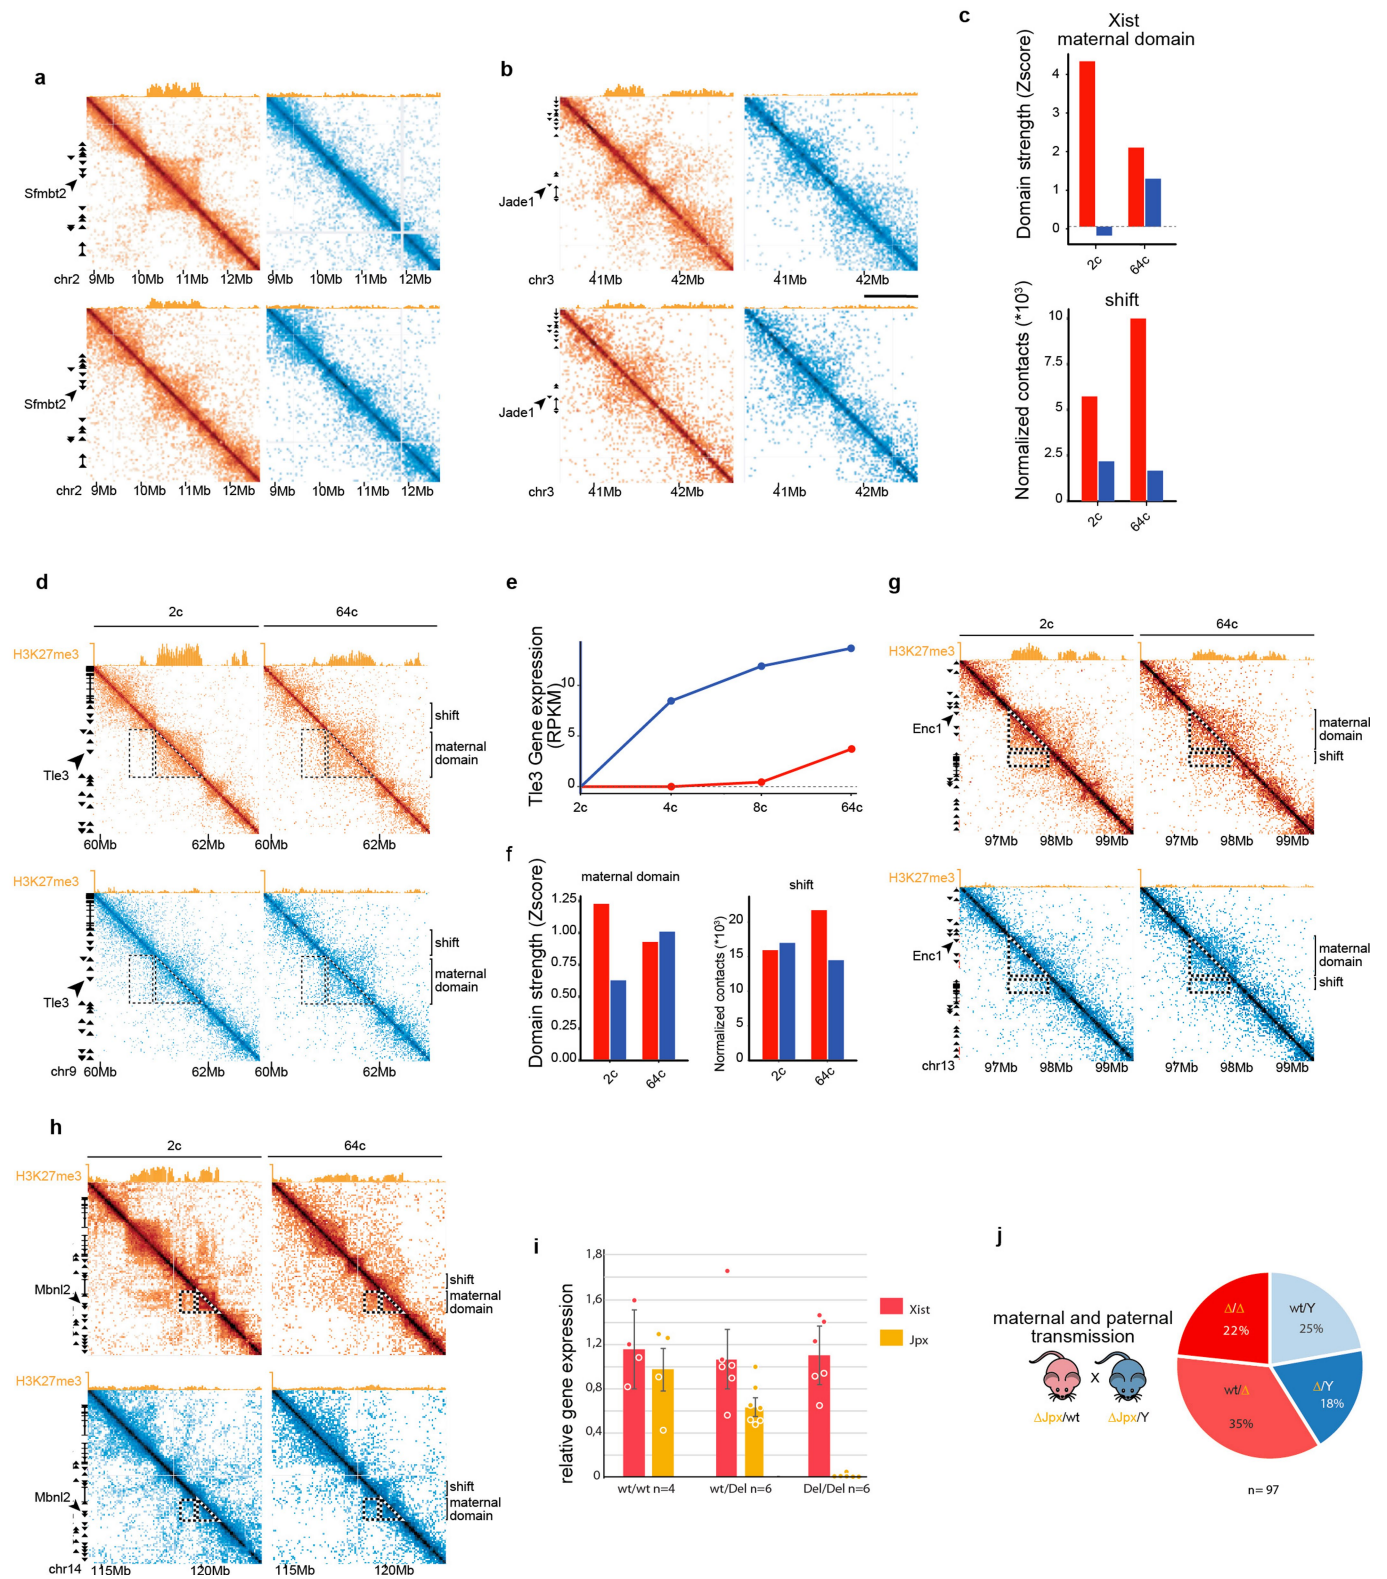 a
Sfmbt2
chr2 9Mb 10Mb 11Mb 12Mb 9Mb 10Mb 11Mb 12Mb
Sfmbt2
chr2 9Mb 10Mb 11Mb 12Mb 9Mb 10Mb 11Mb 12Mb
b
Jade1
chr3 41Mb 42Mb 41Mb 42Mb
Jade1
chr3 41Mb 42Mb 41Mb 42Mb
c
Xist
maternal domain
Domain strength (Zscore)
4
3
2
1
0
2c 64c
shift
Normalized contacts (*10³)
10
7.5
5
2.5
0
2c 64c
d
2c 64c
H3K27me3
shift
maternal
domain
Tle3
60Mb 62Mb 60Mb 62Mb
H3K27me3
shift
maternal
domain
Tle3
chr9 60Mb 62Mb 60Mb 62Mb
e
Tle3 Gene expression
(RPKM)
10
5
0
2c 4c 8c 64c
f
maternal domain
Domain strength (Zscore)
1.25
1.00
0.75
0.50
0.25
0.00
2c 64c
shift
Normalized contacts (*10³)
20
15
10
5
0
2c 64c
g
2c 64c
H3K27me3
Enc1
maternal
domain
shift
97Mb 98Mb 99Mb 97Mb 98Mb 99Mb
H3K27me3
Enc1
maternal
domain
shift
chr13 97Mb 98Mb 99Mb 97Mb 98Mb 99Mb
h
2c 64c
H3K27me3
Mbnl2
shift
maternal
domain
H3K27me3
Mbnl2
shift
maternal
domain
chr14 115Mb 120Mb 115Mb 120Mb
i
relative gene expression
1,8
1,2
0,8
0,4
0
wt/wt n=4 wt/Del n=6 Del/Del n=6
Xist
Jpx
j
maternal and paternal
transmission
X
ΔJpx/wt ΔJpx/Y
Δ/Δ
22%
wt/Y
25%
Δ/Y
18%
wt/Δ
35%
n= 97